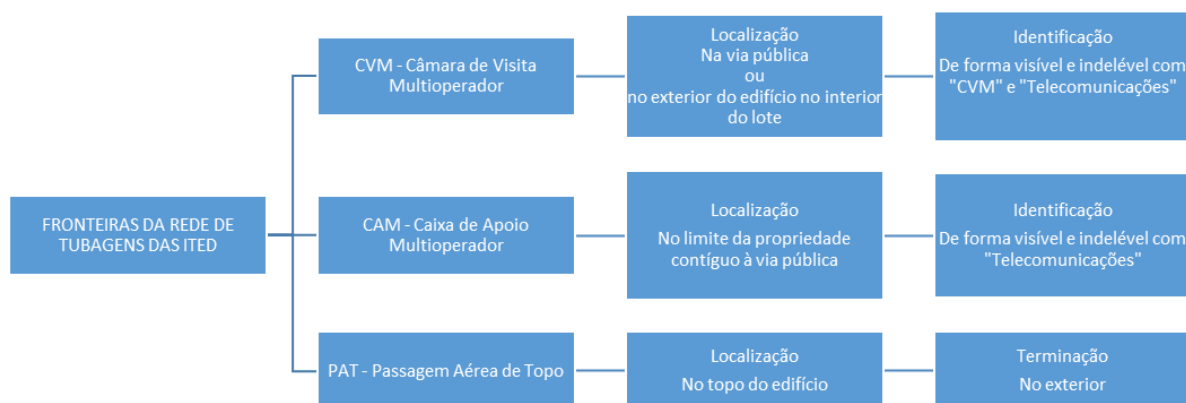 FRONTEIRAS DA REDE DE
TUBAGENS DAS ITED
CVM - Câmara de Visita
Multioperador
Localização
Na via pública
ou
no exterior do edifício no interior
do lote
Identificação
De forma visível e indelével com
"CVM" e "Telecomunicações"
CAM - Caixa de Apoio
Multioperador
Localização
No limite da propriedade
contíguo à via pública
Identificação
De forma visível e indelével com
"Telecomunicações"
PAT - Passagem Aérea de Topo
Localização
No topo do edifício
Terminação
No exterior